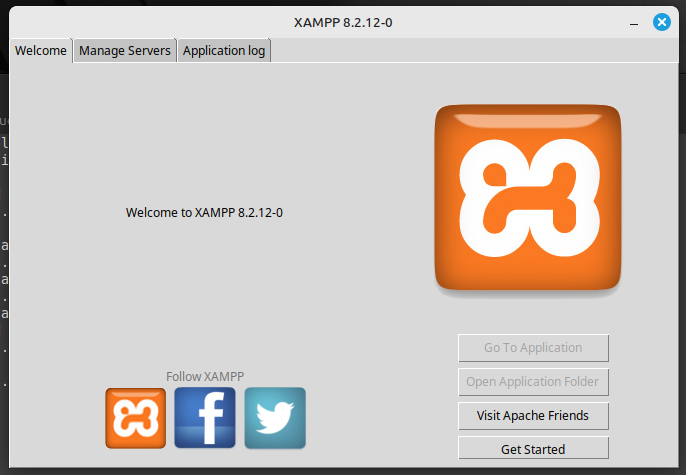 XAMPP 8.2.12-0
Welcome
Manage Servers
Application log
Welcome to XAMPP 8.2.12-0
Go To Application
Open Application Folder
Visit Apache Friends
Get Started
Follow XAMPP